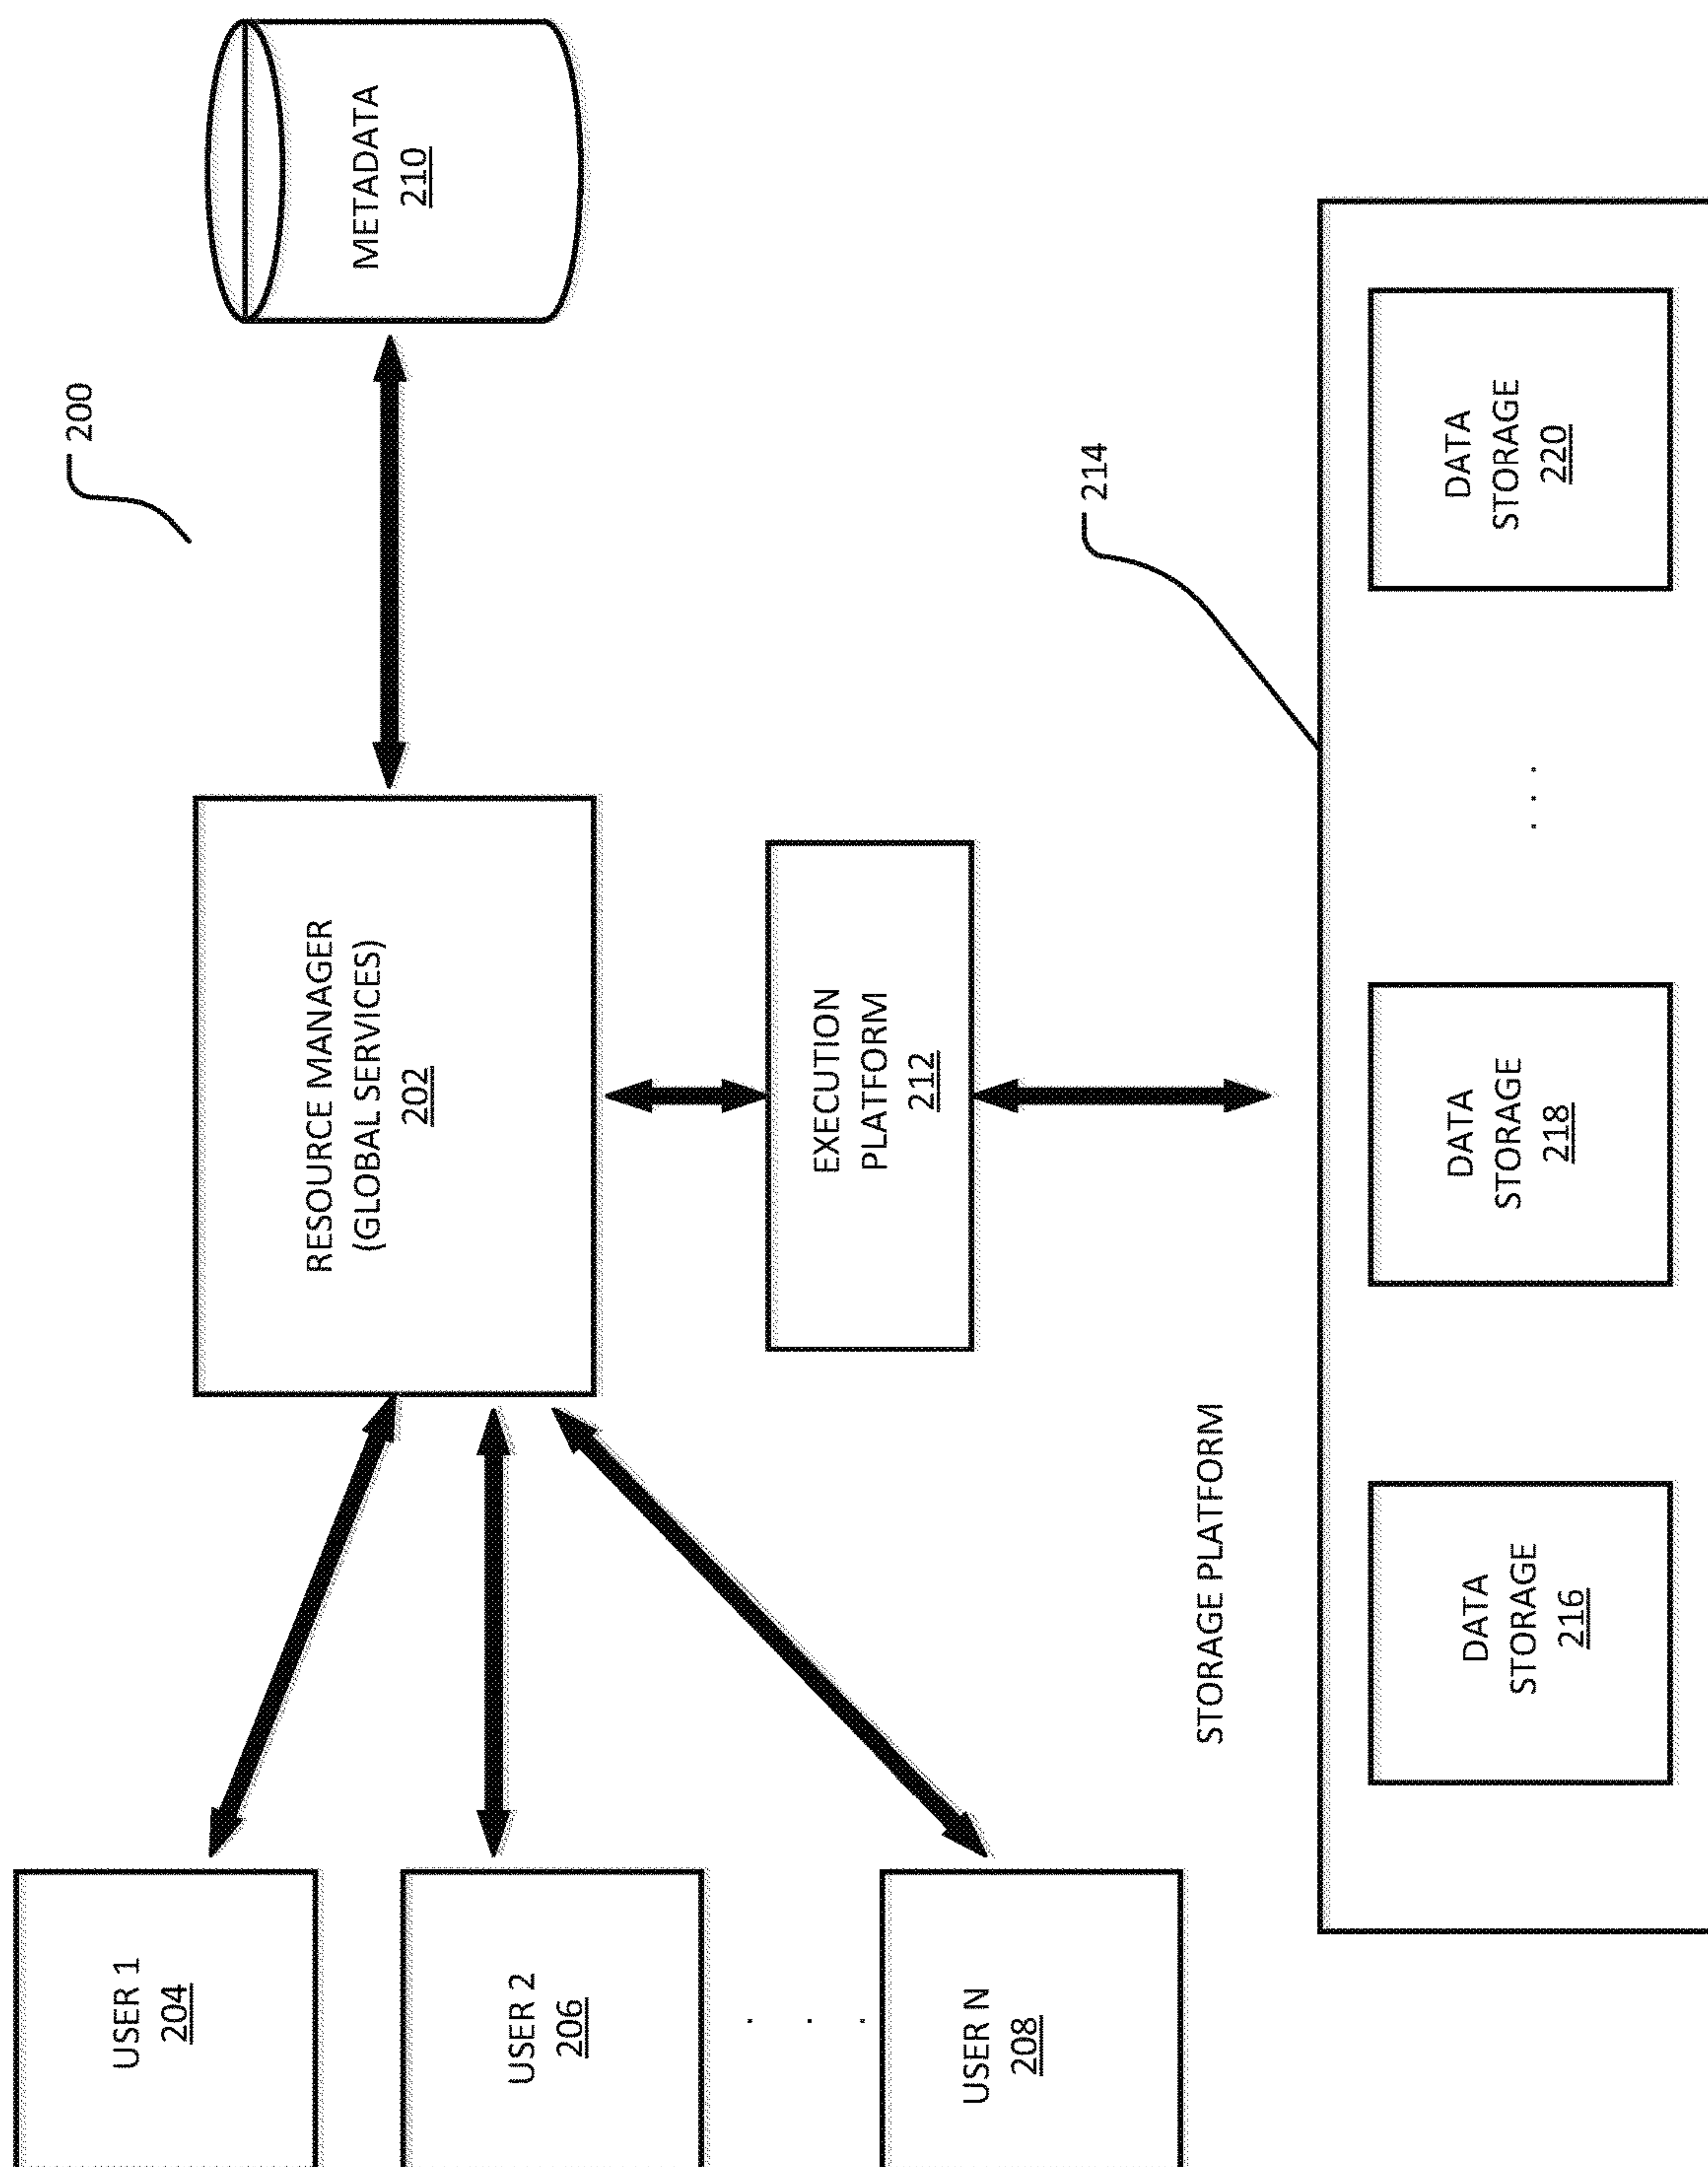 200
USER 1
204
USER 2
206
. . .
USER N
208
RESOURCE MANAGER
(GLOBAL SERVICES)
202
METADATA
210
EXECUTION
PLATFORM
212
STORAGE PLATFORM
214
DATA
STORAGE
216
DATA
STORAGE
218
. . .
DATA
STORAGE
220